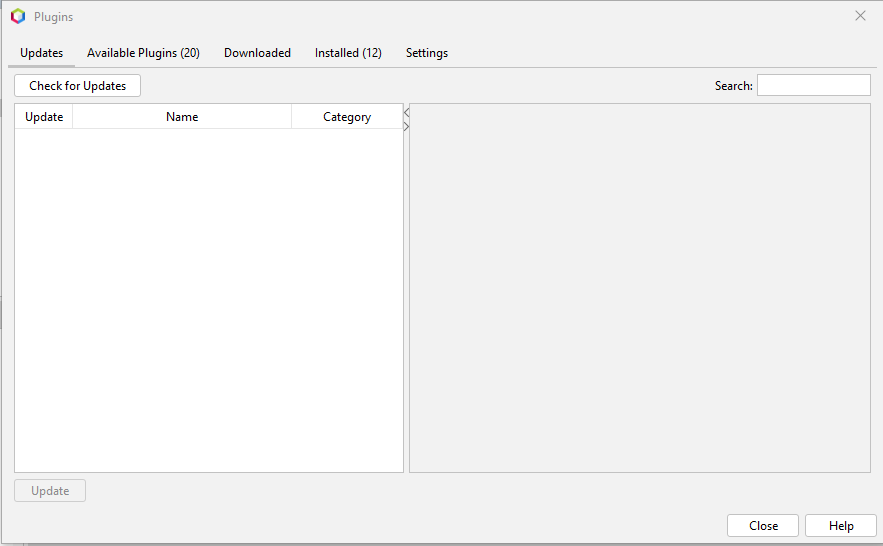 Plugins
Updates Available Plugins (20) Downloaded Installed (12) Settings
Check for Updates Search:
Update Name Category
Update
Close Help